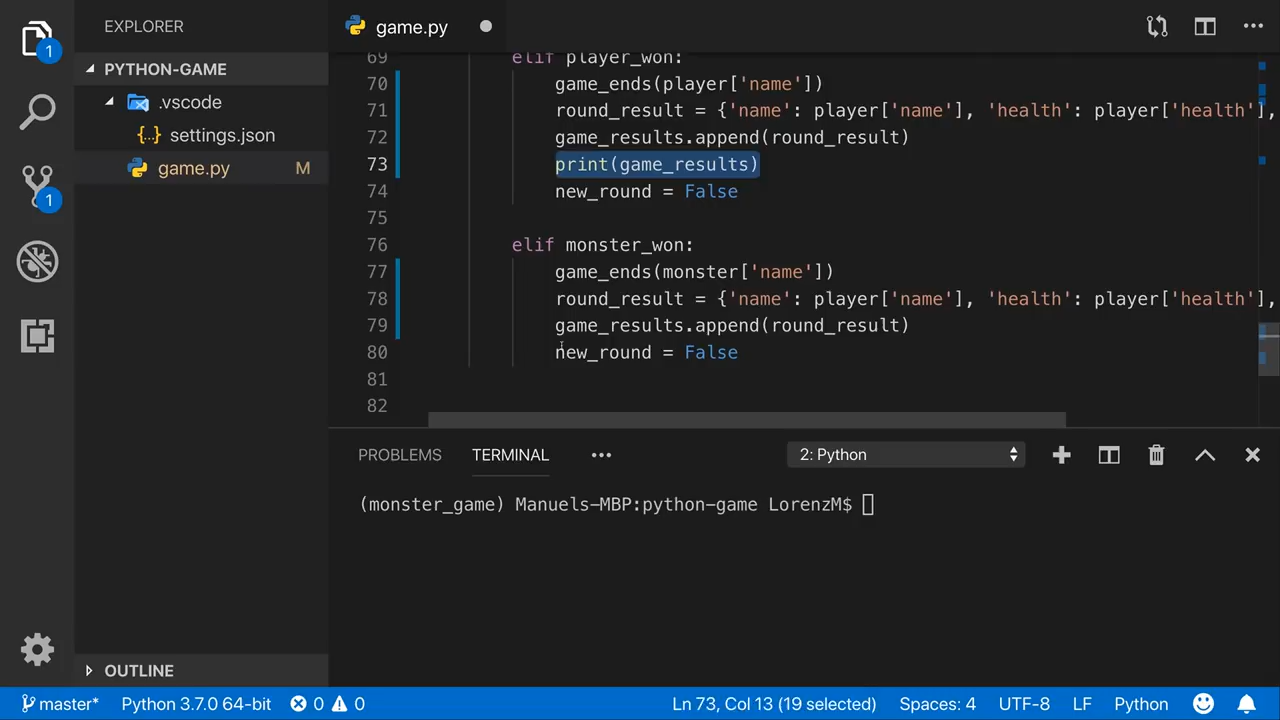 EXPLORER
game.py
1
PYTHON-GAME
.vscode
{..} settings.json
game.py M
1
69 elif player_won:
70 game_ends(player['name'])
71 round_result = {'name': player['name'], 'health': player['health'],
72 game_results.append(round_result)
73 print(game_results)
74 new_round = False
75
76 elif monster_won:
77 game_ends(monster['name'])
78 round_result = {'name': player['name'], 'health': player['health'],
79 game_results.append(round_result)
80 new_round = False
81
82
PROBLEMS TERMINAL ••• 2: Python
(monster_game) Manuels-MBP:python-game LorenzM$
OUTLINE
master* Python 3.7.0 64-bit 0 0 Ln 73, Col 13 (19 selected) Spaces: 4 UTF-8 LF Python